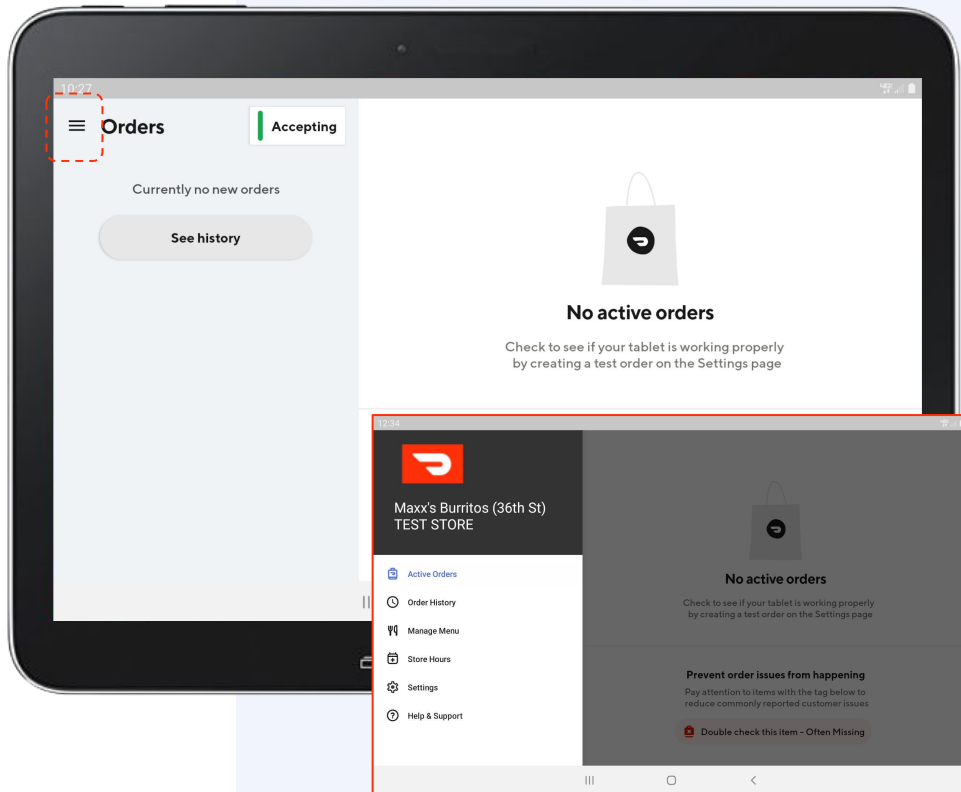 10:27
Orders
Accepting
Currently no new orders
See history
No active orders
Check to see if your tablet is working properly
by creating a test order on the Settings page
12:34
Maxx's Burritos (36th St)
TEST STORE
Active Orders
Order History
Manage Menu
Store Hours
Settings
Help & Support
No active orders
Check to see if your tablet is working properly
by creating a test order on the Settings page
Prevent order issues from happening
Pay attention to items with the tag below to
reduce commonly reported customer issues
Double check this item - Often Missing